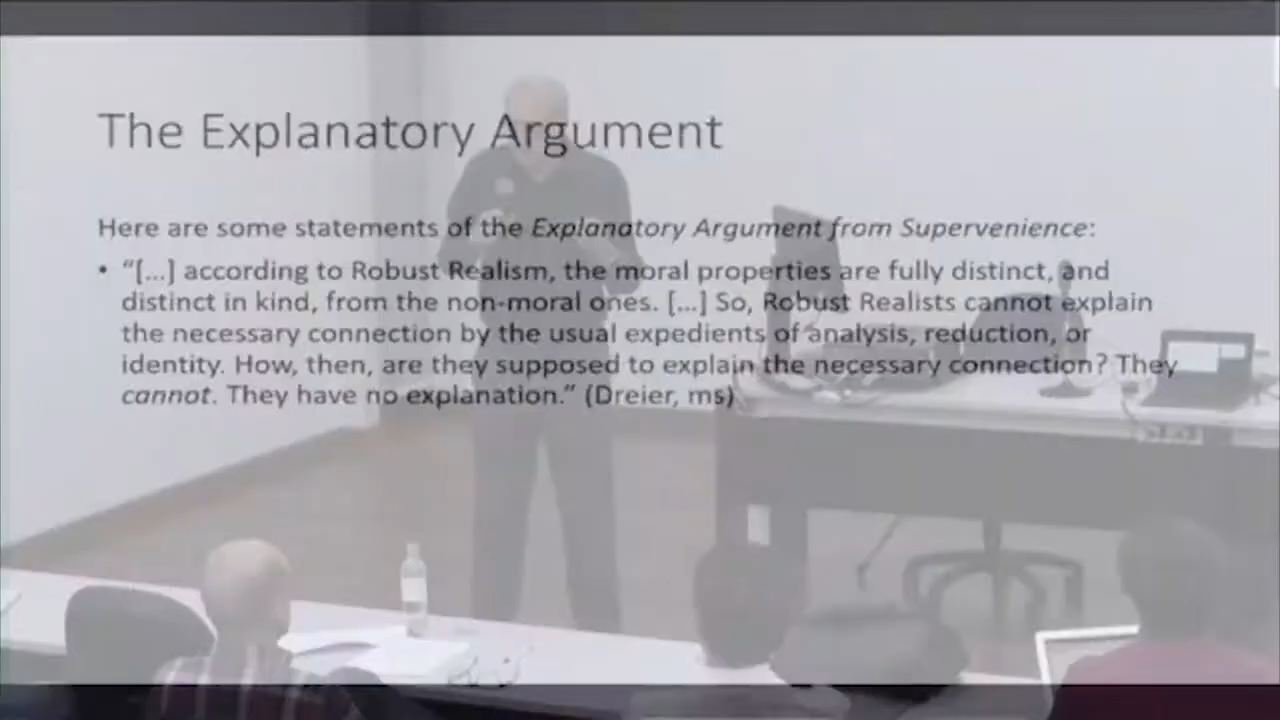 The Explanatory Argument
Here are some statements of the Explanatory Argument from Supervenience:
• “[...] according to Robust Realism, the moral properties are fully distinct, and
distinct in kind, from the non-moral ones. [...] So, Robust Realists cannot explain
the necessary connection by the usual expedients of analysis, reduction, or
identity. How, then, are they supposed to explain the necessary connection? They
cannot. They have no explanation.” (Dreier, ms)